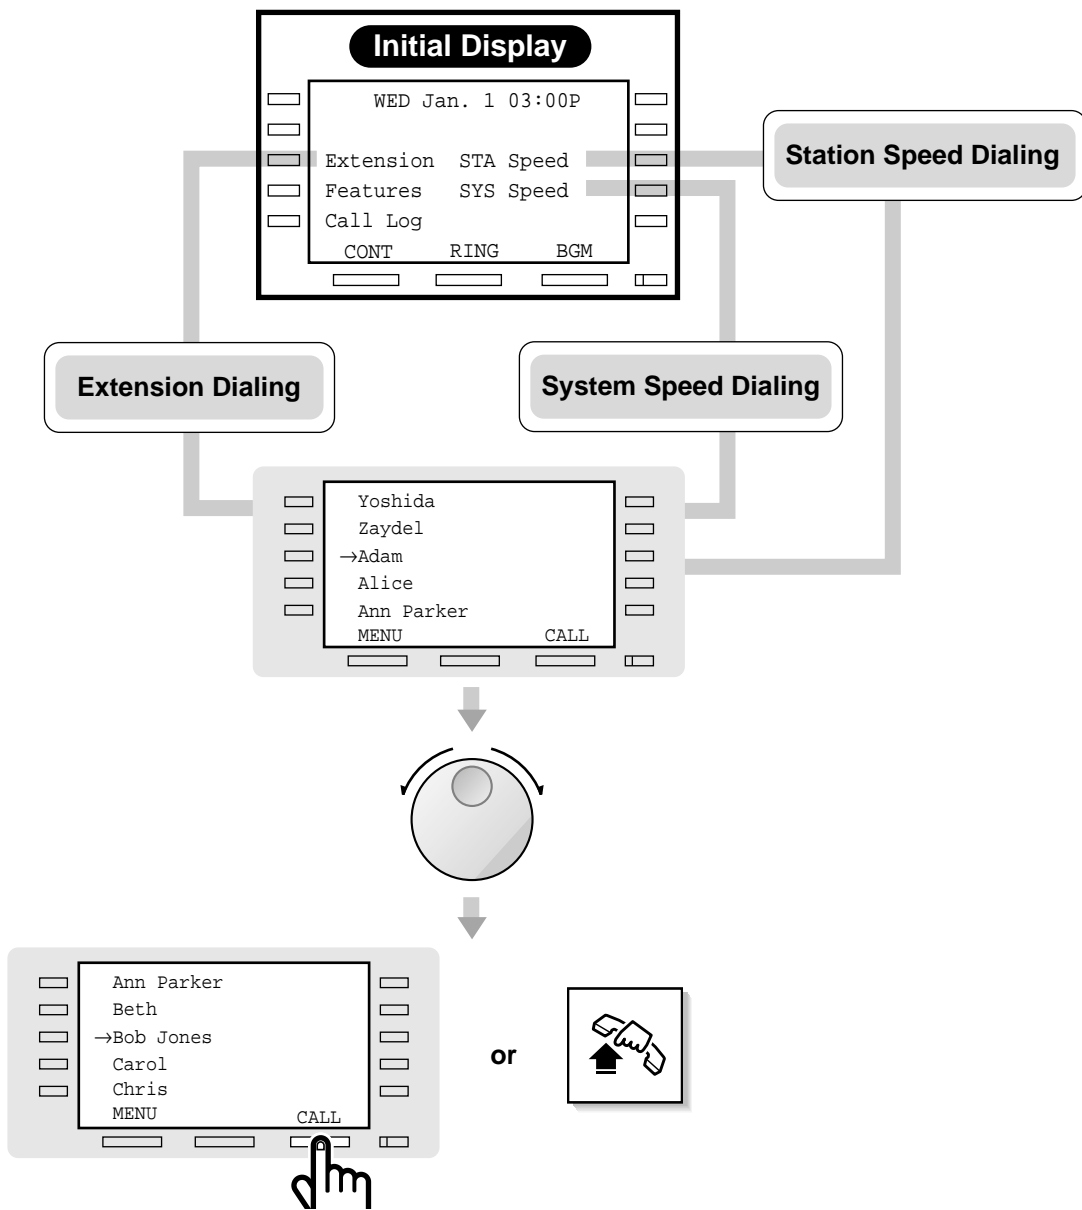 Initial Display
WED Jan. 1 03:00P
Extension STA Speed
Features SYS Speed
Call Log
CONT RING BGM
Station Speed Dialing
Extension Dialing
System Speed Dialing
Yoshida
Zaydel
→Adam
Alice
Ann Parker
MENU CALL
Ann Parker
Beth
→Bob Jones
Carol
Chris
MENU CALL
or